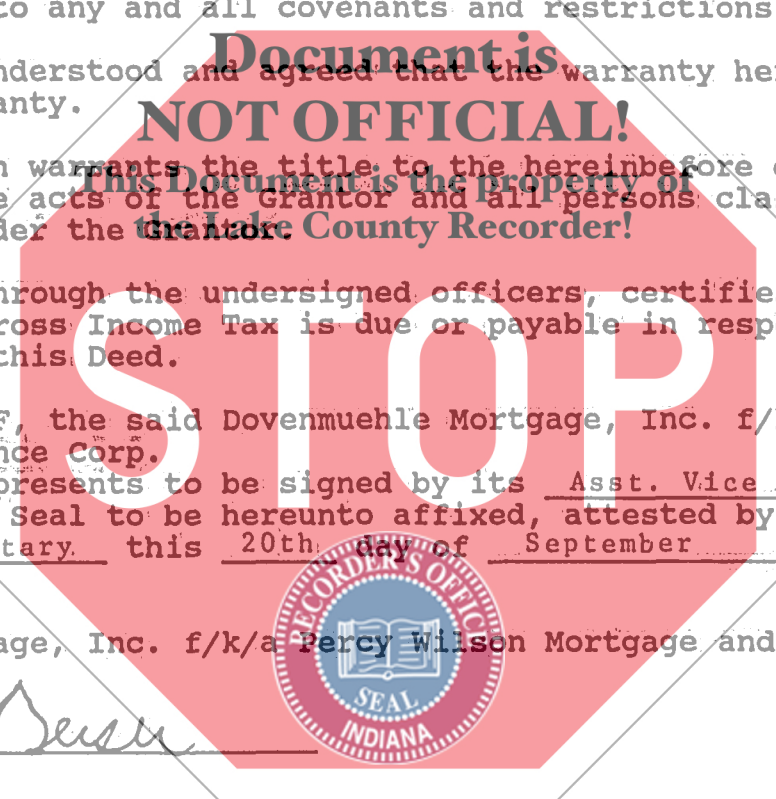 to any and all covenants and restrictions
Document is
nderstood and agreed that the warranty her
anty.
NOT OFFICIAL!
n warrants the title to the hereinbefore
This Document is the property of
e acts of the Grantor and all persons cla
der the Grantor.
the Lake County Recorder!
hrough the undersigned officers, certifie
ross Income Tax is due or payable in resp
this Deed.
STOP
F, the said Dovenmuehle Mortgage, Inc. f/
nce Corp.
presents to be signed by its Asst. Vice
Seal to be hereunto affixed, attested by
tary. this 20th day of September
RECORDER'S OFFICE
age, Inc. f/k/a Percy Wilson Mortgage and
SEAL
INDIANA